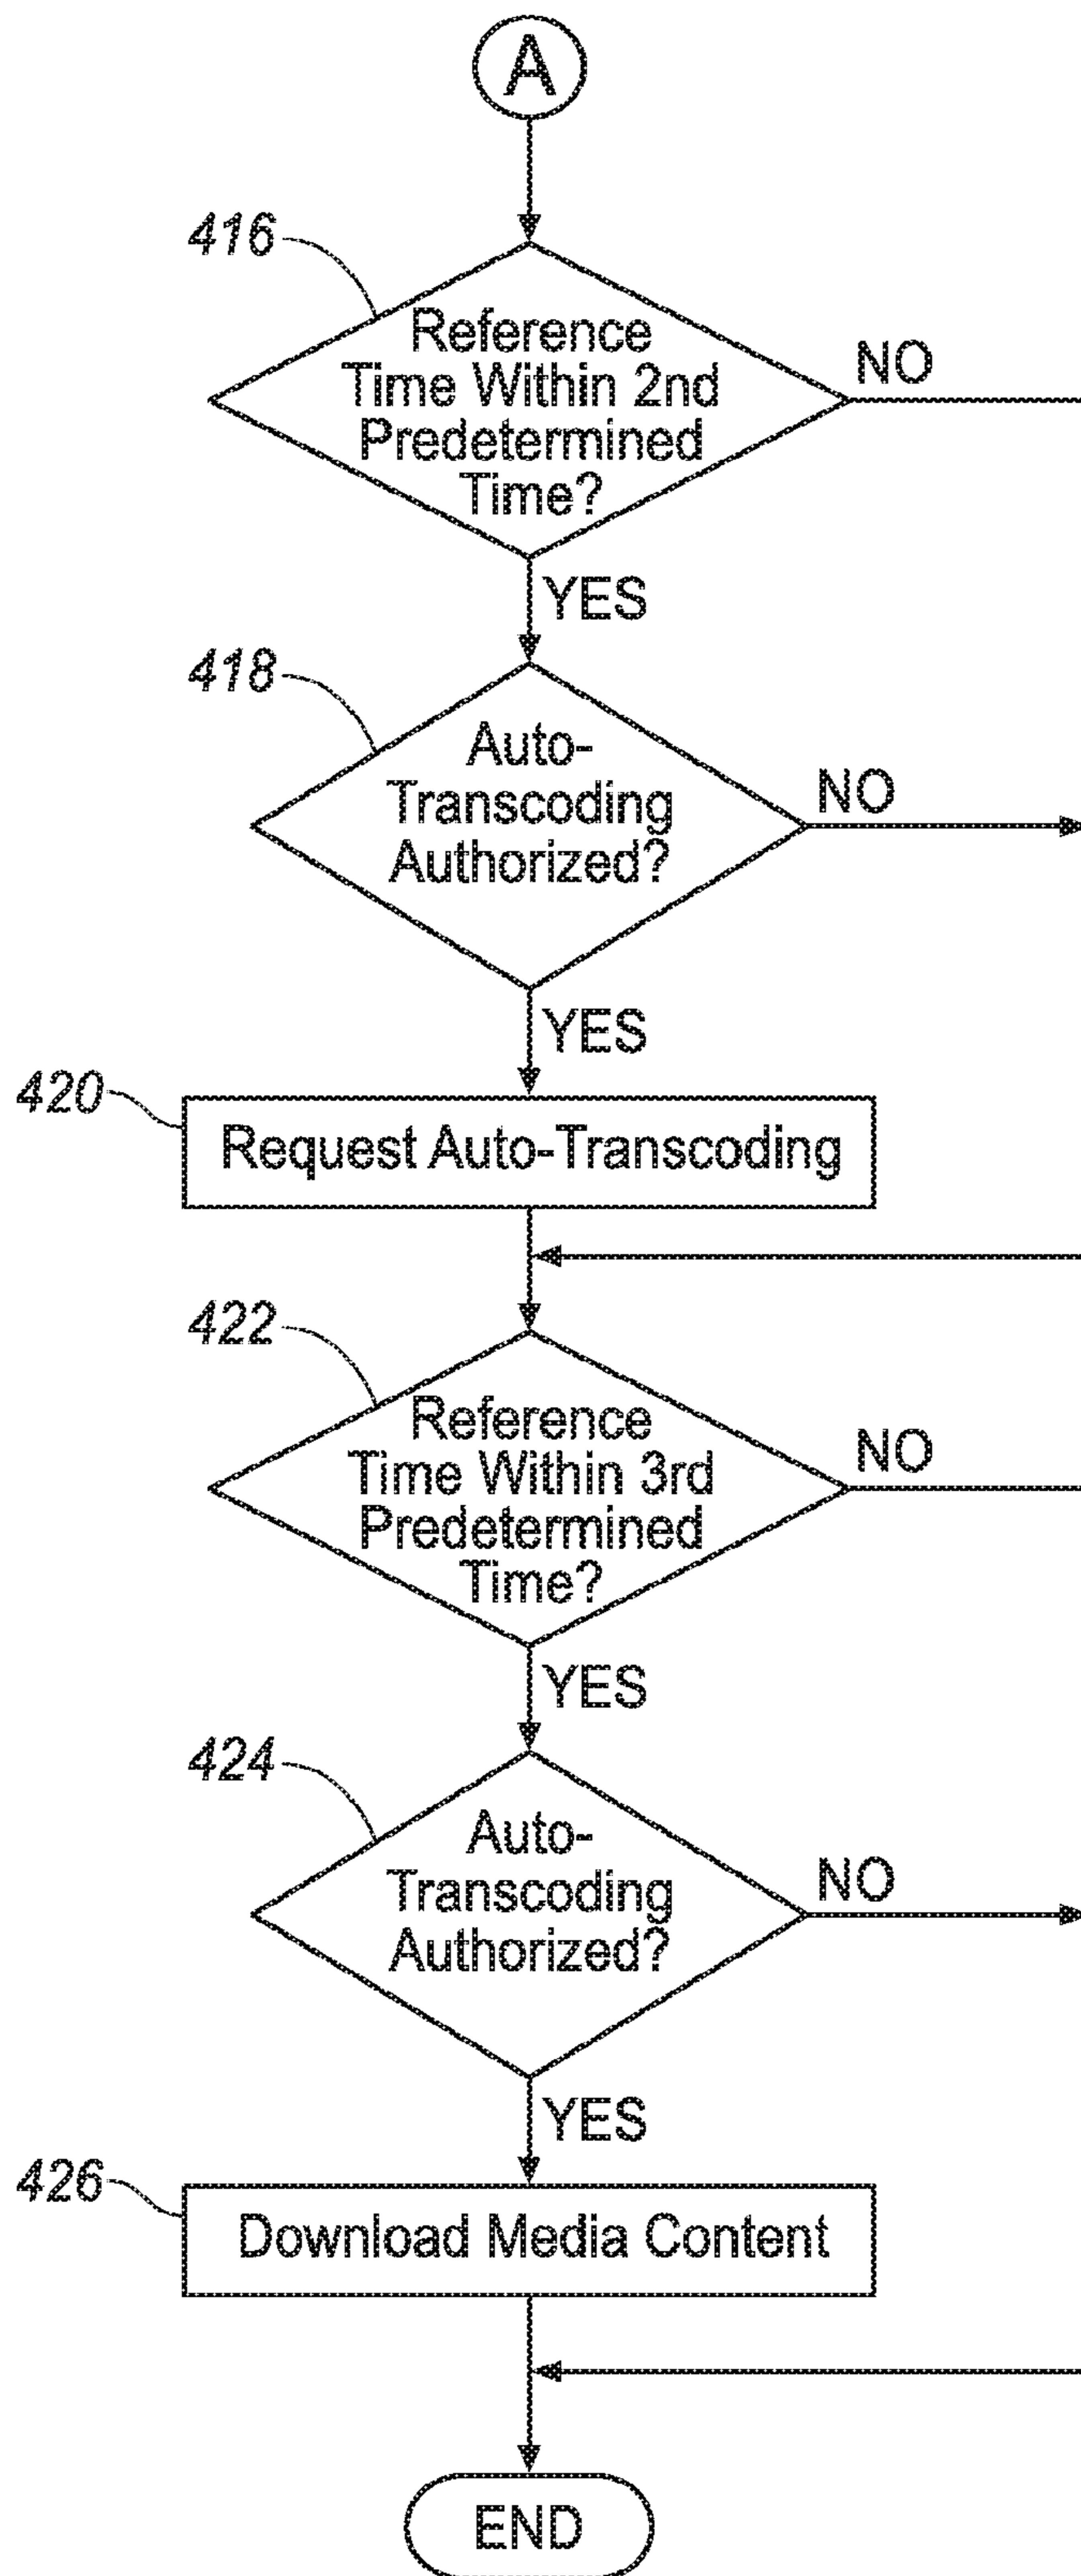 A
416
Reference
Time Within 2nd
Predetermined
Time?
NO
YES
418
Auto-
Transcoding
Authorized?
NO
YES
420
Request Auto-Transcoding
422
Reference
Time Within 3rd
Predetermined
Time?
NO
YES
424
Auto-
Transcoding
Authorized?
NO
YES
426
Download Media Content
END